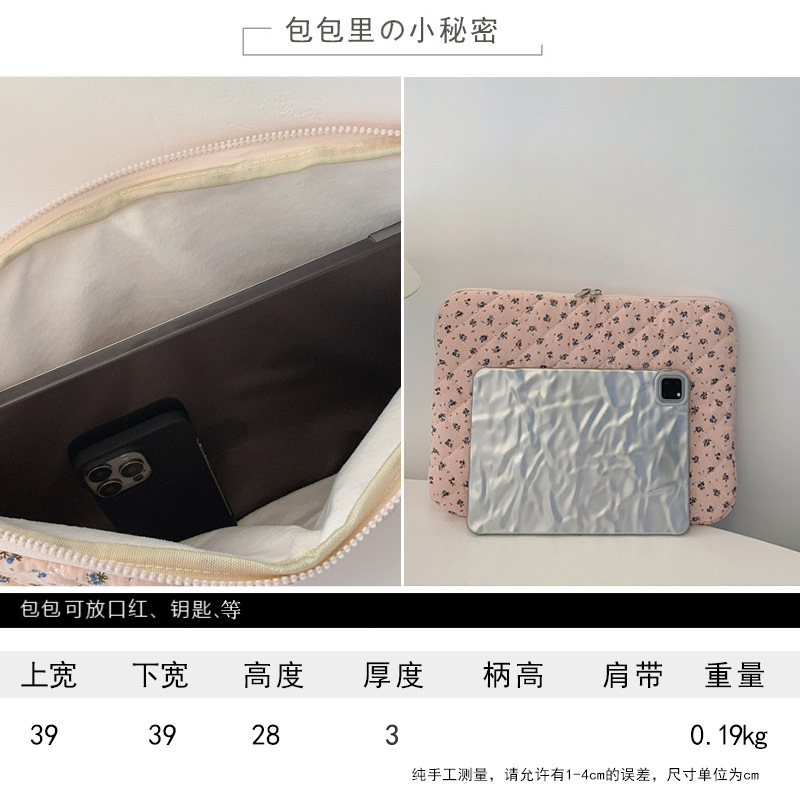 包包里の小秘密
包包可放口红、钥匙、等
上宽 下宽 高度 厚度 柄高 肩带 重量
39 39 28 3 0.19kg
纯手工测量，请允许有1-4cm的误差，尺寸单位为cm